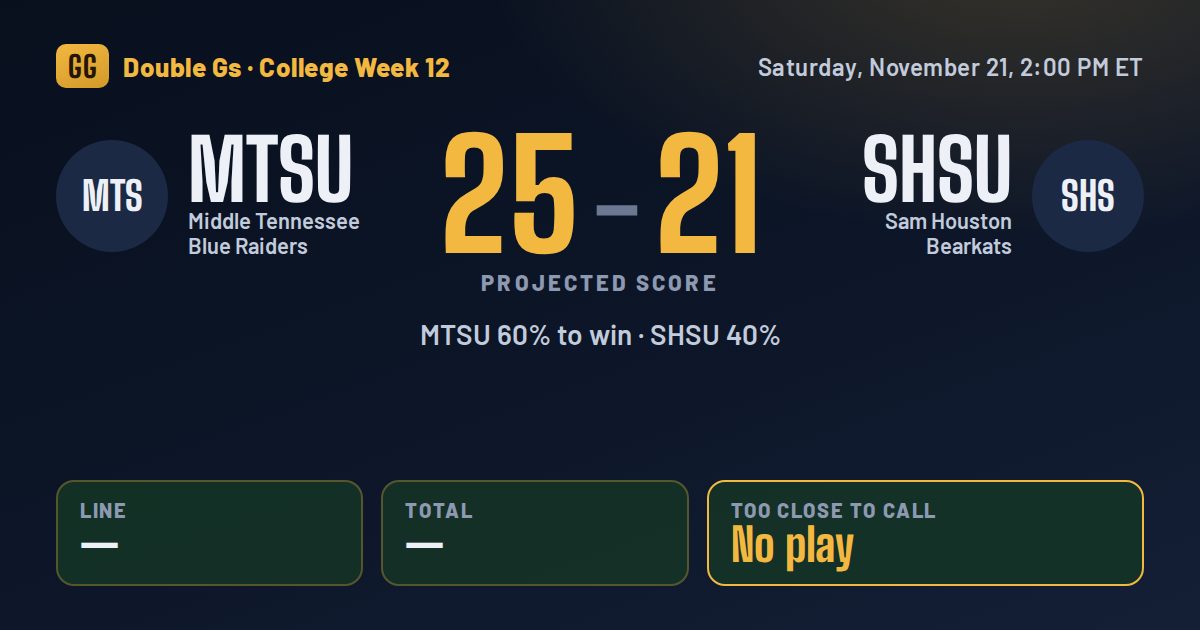 GG Double Gs · College Week 12
Saturday, November 21, 2:00 PM ET
MTS
MTSU
Middle Tennessee
Blue Raiders
25 – 21
PROJECTED SCORE
MTSU 60% to win · SHSU 40%
SHSU
Sam Houston
Bearkats
SHS
LINE
—
TOTAL
—
TOO CLOSE TO CALL
No play